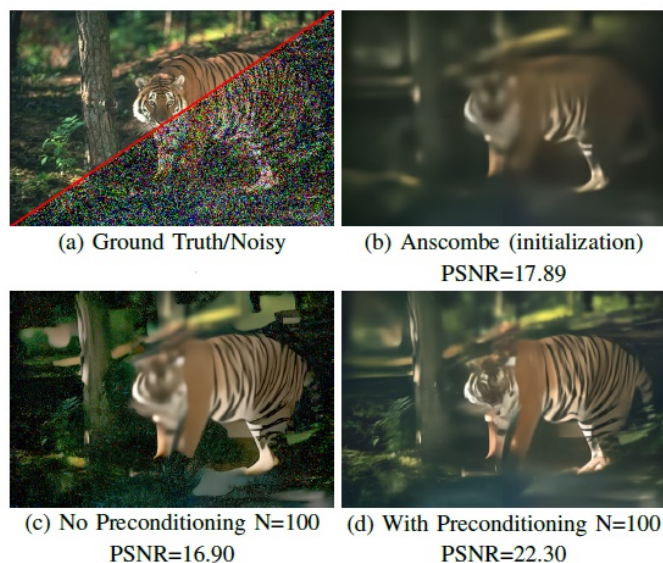 (a) Ground Truth/Noisy
(b) Anscombe (initialization)
PSNR=17.89
(c) No Preconditioning N=100
PSNR=16.90
(d) With Preconditioning N=100
PSNR=22.30